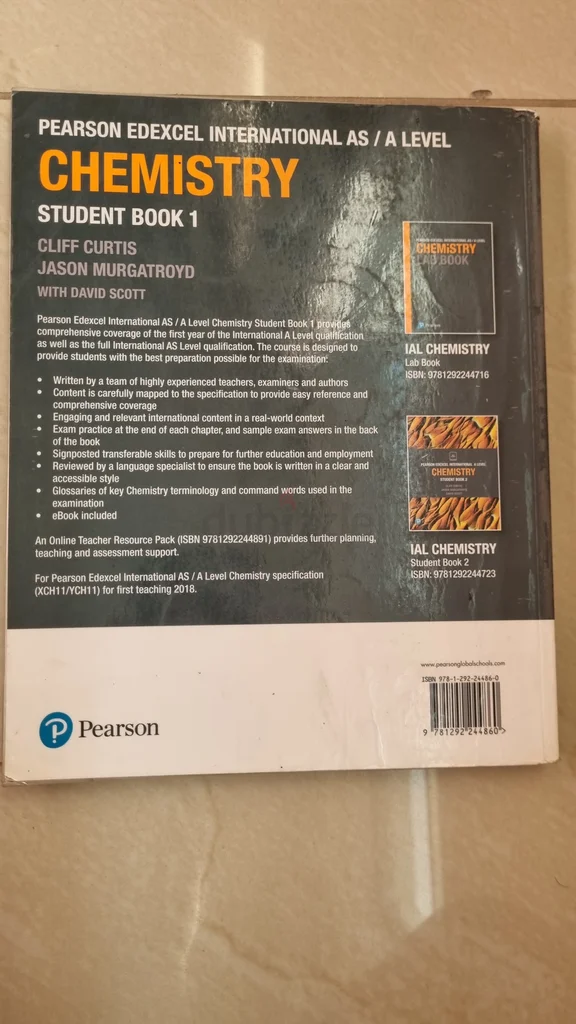 PEARSON EDEXCEL INTERNATIONAL AS / A LEVEL
CHEMISTRY
STUDENT BOOK 1
CLIFF CURTIS
JASON MURGATROYD
WITH DAVID SCOTT
Pearson Edexcel International AS / A Level Chemistry Student Book 1 provides
comprehensive coverage of the first year of the International A Level qualification
as well as the full International AS Level qualification. The course is designed to
provide students with the best preparation possible for the examination:
• Written by a team of highly experienced teachers, examiners and authors
• Content is carefully mapped to the specification to provide easy reference and
comprehensive coverage
• Engaging and relevant international content in a real-world context
• Exam practice at the end of each chapter, and sample exam answers in the back
of the book
• Signposted transferable skills to prepare for further education and employment
• Reviewed by a language specialist to ensure the book is written in a clear and
accessible style
• Glossaries of key Chemistry terminology and command words used in the
examination
• eBook included
An Online Teacher Resource Pack (ISBN 9781292244891) provides further planning,
teaching and assessment support.
For Pearson Edexcel International AS / A Level Chemistry specification
(XCH11/YCH11) for first teaching 2018.
PEARSON EDEXCEL INTERNATIONAL AS/A LEVEL
CHEMISTRY
LAB BOOK
Pearson
IAL CHEMISTRY
Lab Book
ISBN: 9781292244716
PEARSON EDEXCEL INTERNATIONAL A LEVEL
CHEMISTRY
STUDENT BOOK 2
IAL CHEMISTRY
Student Book 2
ISBN: 9781292244723
www.pearsonglobalschools.com
ISBN 978-1-292-24486-0
9 781292 244860 >
Pearson